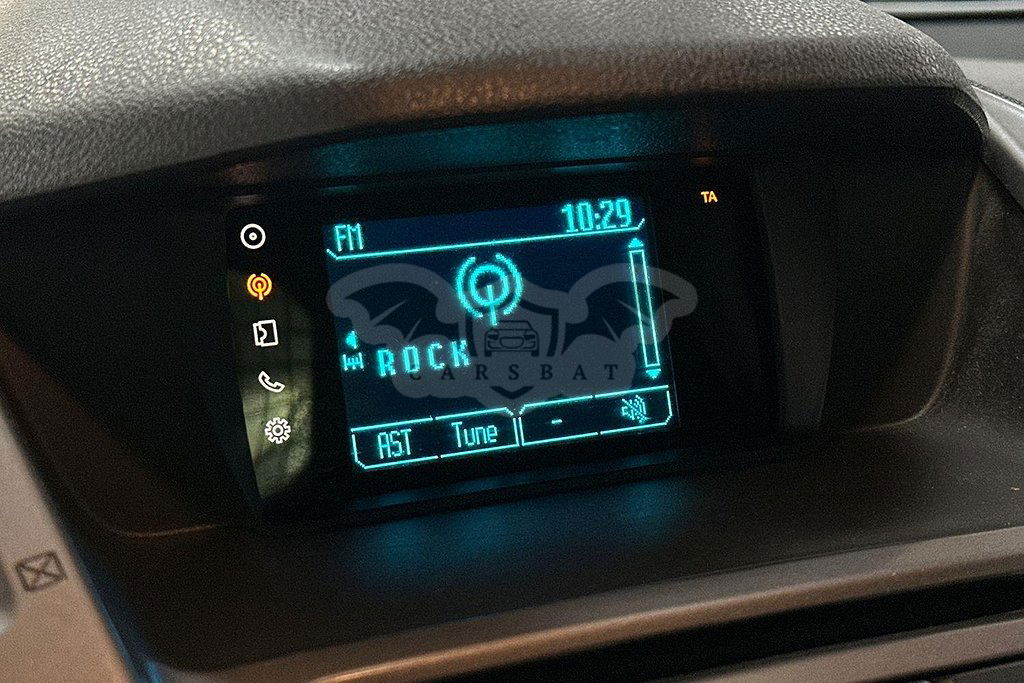 TA
FM 10:29
ROCK
CARSBAT
AST Tune -